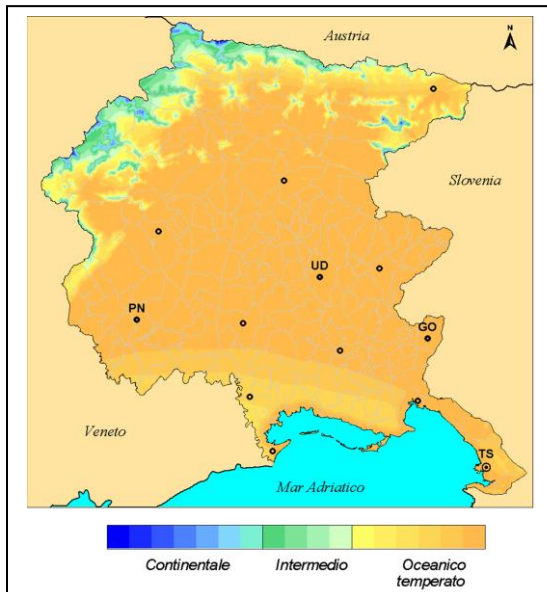 Austria
N
Slovenia
UD
PN
GO
Veneto
TS
Mar Adriatico
Continentale Intermedio Oceanico
temperato